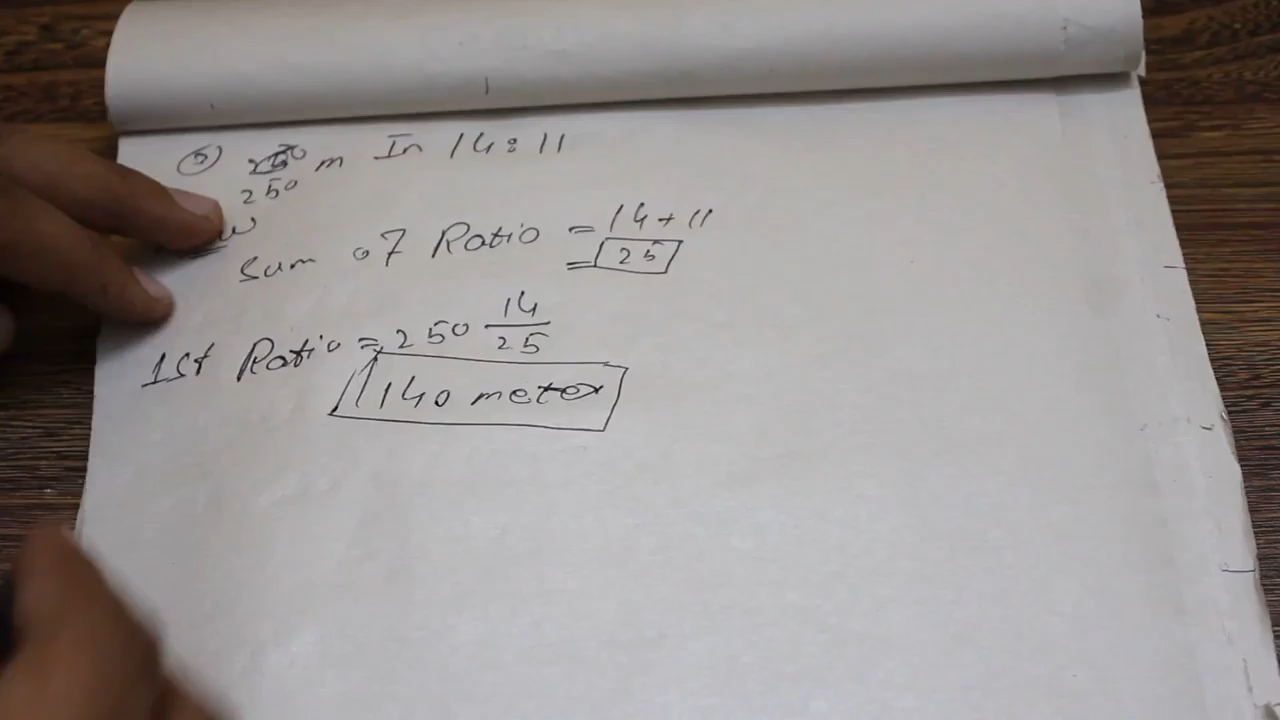 5 250 m In 14:11
250
Sum of Ratio = 14 + 11
= 25
1st Ratio = 250 14/25
140 meter